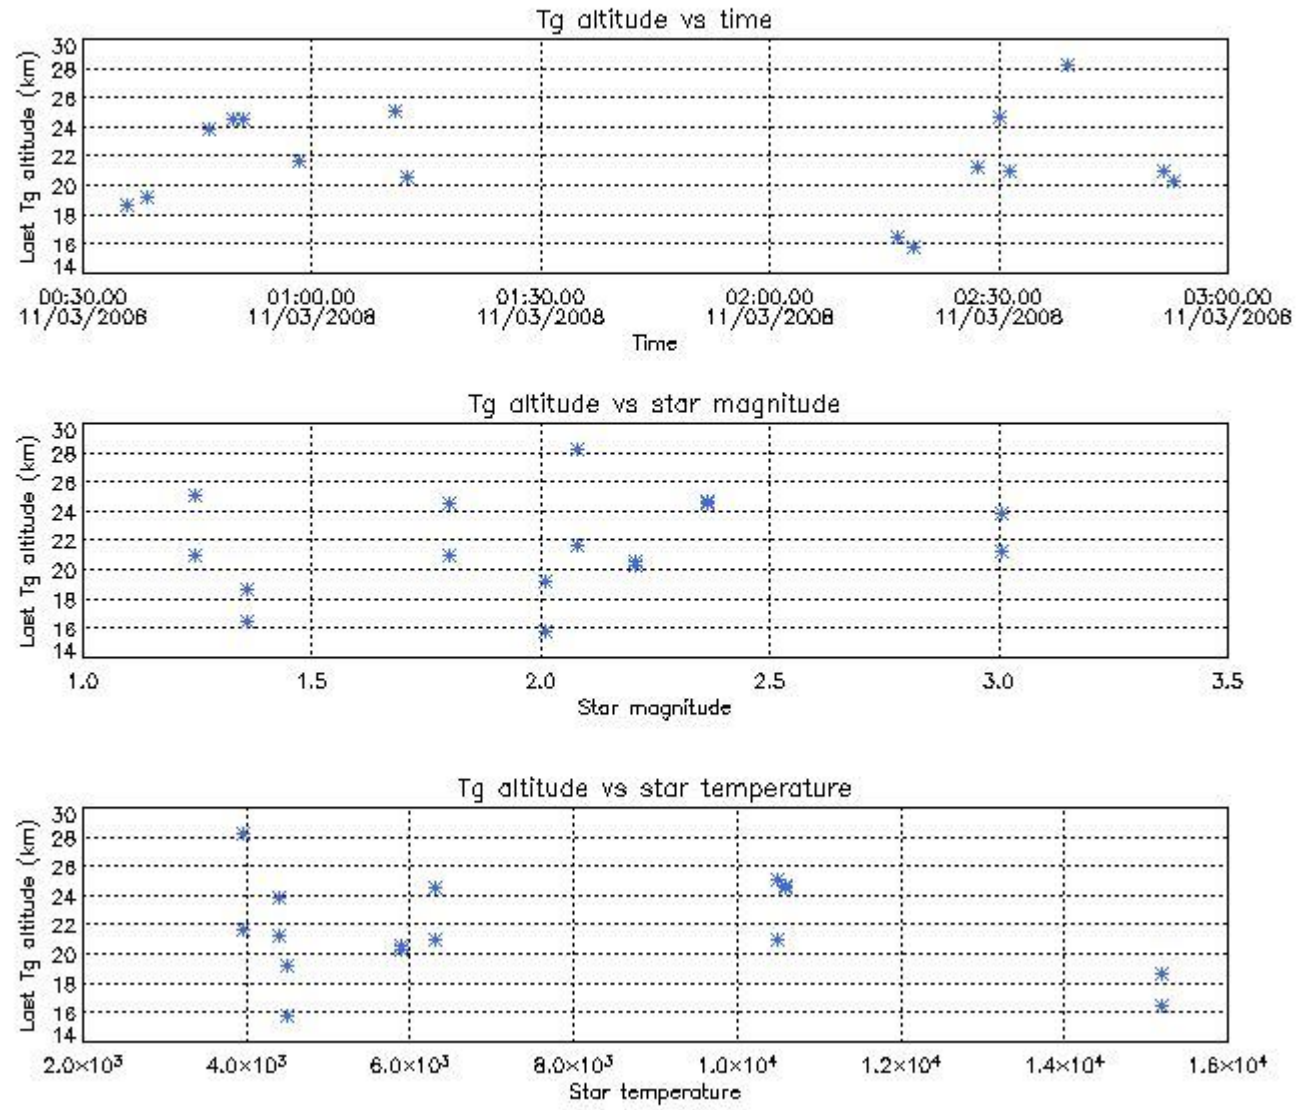 Tg altitude vs time
Last Tg altitude (km)
30
28
26
24
22
20
18
16
14
00:30.00 01:00.00 01:30.00 02:00.00 02:30.00 03:00.00
11/03/2008 11/03/2008 11/03/2008 11/03/2008 11/03/2008 11/03/2008
Time
Tg altitude vs star magnitude
Last Tg altitude (km)
30
28
26
24
22
20
18
16
14
1.0 1.5 2.0 2.5 3.0 3.5
Star magnitude
Tg altitude vs star temperature
Last Tg altitude (km)
30
28
26
24
22
20
18
16
14
2.0×10³ 4.0×10³ 6.0×10³ 8.0×10³ 1.0×10⁴ 1.2×10⁴ 1.4×10⁴ 1.6×10⁴
Star temperature